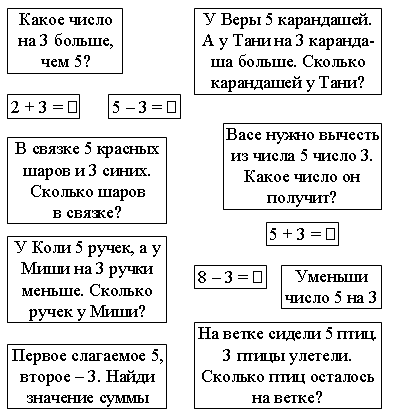 Какое число
на 3 больше,
чем 5?
У Веры 5 карандашей.
А у Тани на 3 каранда-
ша больше. Сколько
карандашей у Тани?
2 + 3 = □
5 – 3 = □
В связке 5 красных
шаров и 3 синих.
Сколько шаров
в связке?
Васе нужно вычесть
из числа 5 число 3.
Какое число он
получит?
5 + 3 = □
У Коли 5 ручек, а у
Миши на 3 ручки
меньше. Сколько
ручек у Миши?
8 – 3 = □
Уменьши
число 5 на 3
Первое слагаемое 5,
второе – 3. Найди
значение суммы
На ветке сидели 5 птиц.
3 птицы улетели.
Сколько птиц осталось
на ветке?